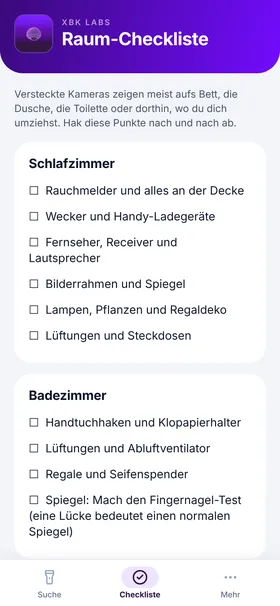 XBK LABS
Raum-Checkliste
Versteckte Kameras zeigen meist aufs Bett, die
Dusche, die Toilette oder dorthin, wo du dich
umziehst. Hak diese Punkte nach und nach ab.
Schlafzimmer
☐ Rauchmelder und alles an der Decke
☐ Wecker und Handy-Ladegeräte
☐ Fernseher, Receiver und
Lautsprecher
☐ Bilderrahmen und Spiegel
☐ Lampen, Pflanzen und Regaldeko
☐ Lüftungen und Steckdosen
Badezimmer
☐ Handtuchhaken und Klopapierhalter
☐ Lüftungen und Abluftventilator
☐ Regale und Seifenspender
☐ Spiegel: Mach den Fingernagel-Test
(eine Lücke bedeutet einen normalen
Spiegel)
Suche
Checkliste
Mehr